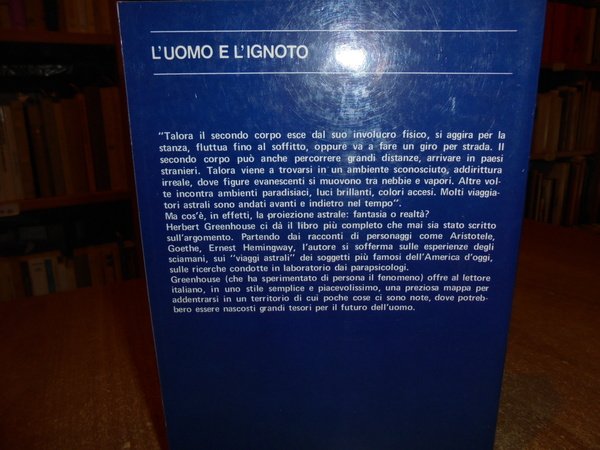 L'UOMO E L'IGNOTO
"Talora il secondo corpo esce dal suo involucro fisico, si aggira per la
stanza, fluttua fino al soffitto, oppure va a fare un giro per strada. Il
secondo corpo può anche percorrere grandi distanze, arrivare in paesi
stranieri. Talora viene a trovarsi in un ambiente sconosciuto, addirittura
irreale, dove figure evanescenti si muovono tra nebbie e vapori. Altre vol-
te incontra ambienti paradisiaci, luci brillanti, colori accesi. Molti viaggia-
tori astrali sono andati avanti e indietro nel tempo".
Ma cos'è, in effetti, la proiezione astrale: fantasia o realtà?
Herbert Greenhouse ci dà il libro più completo che mai sia stato scritto
sull'argomento. Partendo dai racconti di personaggi come Aristotele,
Goethe, Ernest Hemingway, l'autore si sofferma sulle esperienze degli
sciamani, sui "viaggi astrali" dei soggetti più famosi dell'America d'oggi,
sulle ricerche condotte in laboratorio dai parapsicologi.
Greenhouse (che ha sperimentato di persona il fenomeno) offre al lettore
italiano, in uno stile semplice e piacevolissimo, una preziosa mappa per
addentrarsi in un territorio di cui poche cose ci sono note, dove potreb-
bero essere nascosti grandi tesori per il futuro dell'uomo.